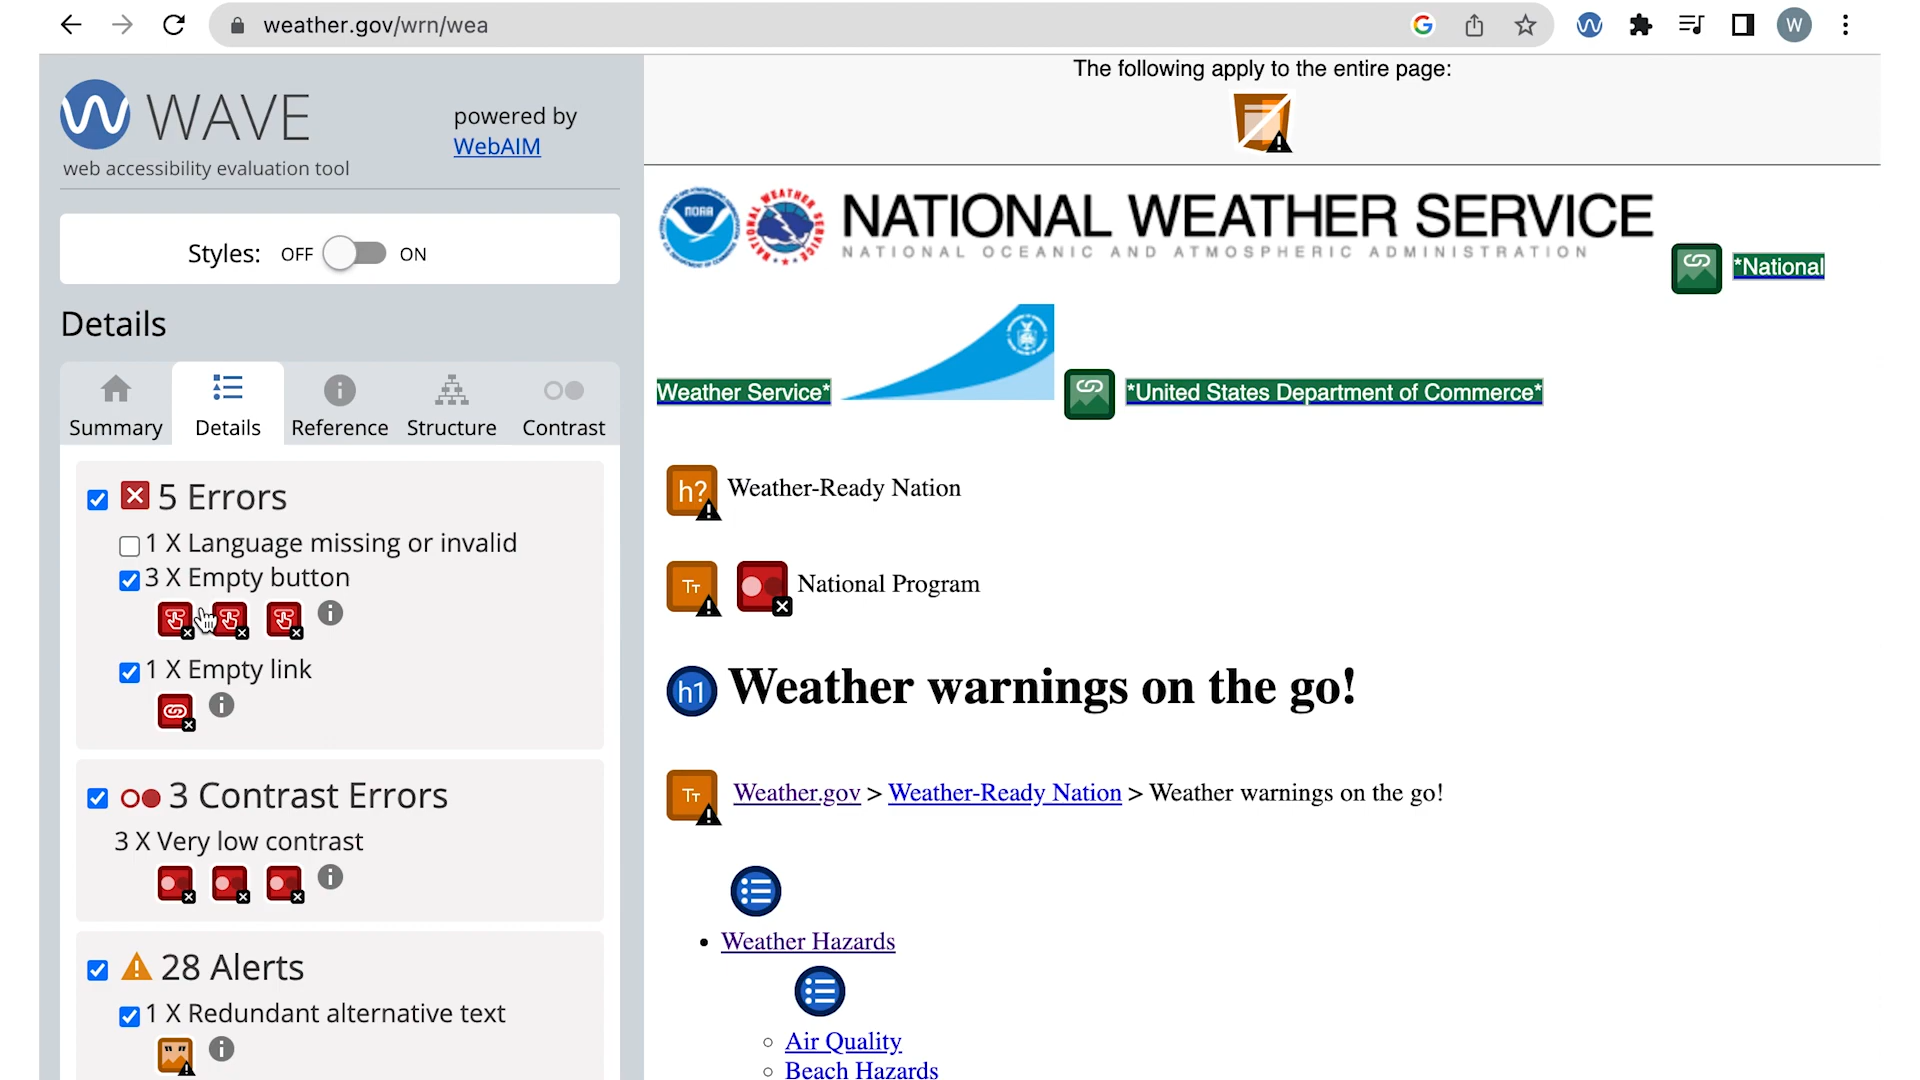 weather.gov/wrn/wea
W
WAVE
web accessibility evaluation tool
powered by
WebAIM
Styles: OFF ON
Details
Summary Details Reference Structure Contrast
5 Errors
1 X Language missing or invalid
3 X Empty button
1 X Empty link
3 Contrast Errors
3 X Very low contrast
28 Alerts
1 X Redundant alternative text
The following apply to the entire page:
NOAA
NATIONAL WEATHER SERVICE
NATIONAL OCEANIC AND ATMOSPHERIC ADMINISTRATION
*National
Weather Service*
*United States Department of Commerce*
h? Weather-Ready Nation
TT National Program
h1 Weather warnings on the go!
TT Weather.gov > Weather-Ready Nation > Weather warnings on the go!
• Weather Hazards
○ Air Quality
○ Beach Hazards